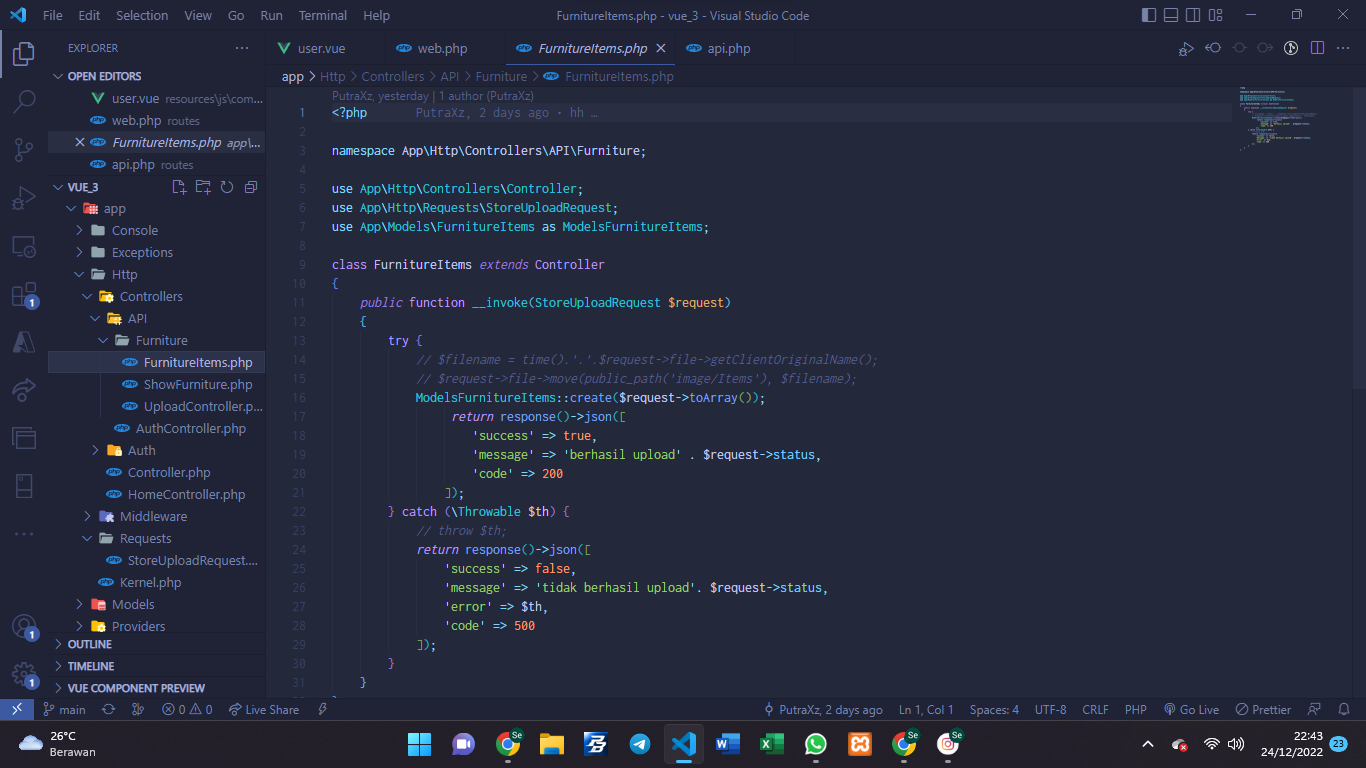 File Edit Selection View Go Run Terminal Help
FurnitureItems.php - vue_3 - Visual Studio Code
EXPLORER
OPEN EDITORS
user.vue resources\js\com...
web.php routes
FurnitureItems.php app\...
api.php routes
VUE_3
app
Console
Exceptions
Http
Controllers
API
Furniture
FurnitureItems.php
ShowFurniture.php
UploadController.p...
AuthController.php
Auth
Controller.php
HomeController.php
Middleware
Requests
StoreUploadRequest....
Kernel.php
Models
Providers
OUTLINE
TIMELINE
VUE COMPONENT PREVIEW
user.vue web.php FurnitureItems.php api.php
app > Http > Controllers > API > Furniture > FurnitureItems.php
PutraXz, yesterday | 1 author (PutraXz)
1 <?php PutraXz, 2 days ago · hh …
2
3 namespace App\Http\Controllers\API\Furniture;
4
5 use App\Http\Controllers\Controller;
6 use App\Http\Requests\StoreUploadRequest;
7 use App\Models\FurnitureItems as ModelsFurnitureItems;
8
9 class FurnitureItems extends Controller
10 {
11 public function __invoke(StoreUploadRequest $request)
12 {
13 try {
14 // $filename = time().'.'.$request->file->getClientOriginalName();
15 // $request->file->move(public_path('image/Items'), $filename);
16 ModelsFurnitureItems::create($request->toArray());
17 return response()->json([
18 'success' => true,
19 'message' => 'berhasil upload' . $request->status,
20 'code' => 200
21 ]);
22 } catch (\Throwable $th) {
23 // throw $th;
24 return response()->json([
25 'success' => false,
26 'message' => 'tidak berhasil upload'. $request->status,
27 'error' => $th,
28 'code' => 500
29 ]);
30 }
31 }
main 0 0 Live Share PutraXz, 2 days ago Ln 1, Col 1 Spaces: 4 UTF-8 CRLF PHP Go Live Prettier
26°C
Berawan
22:43
24/12/2022
23